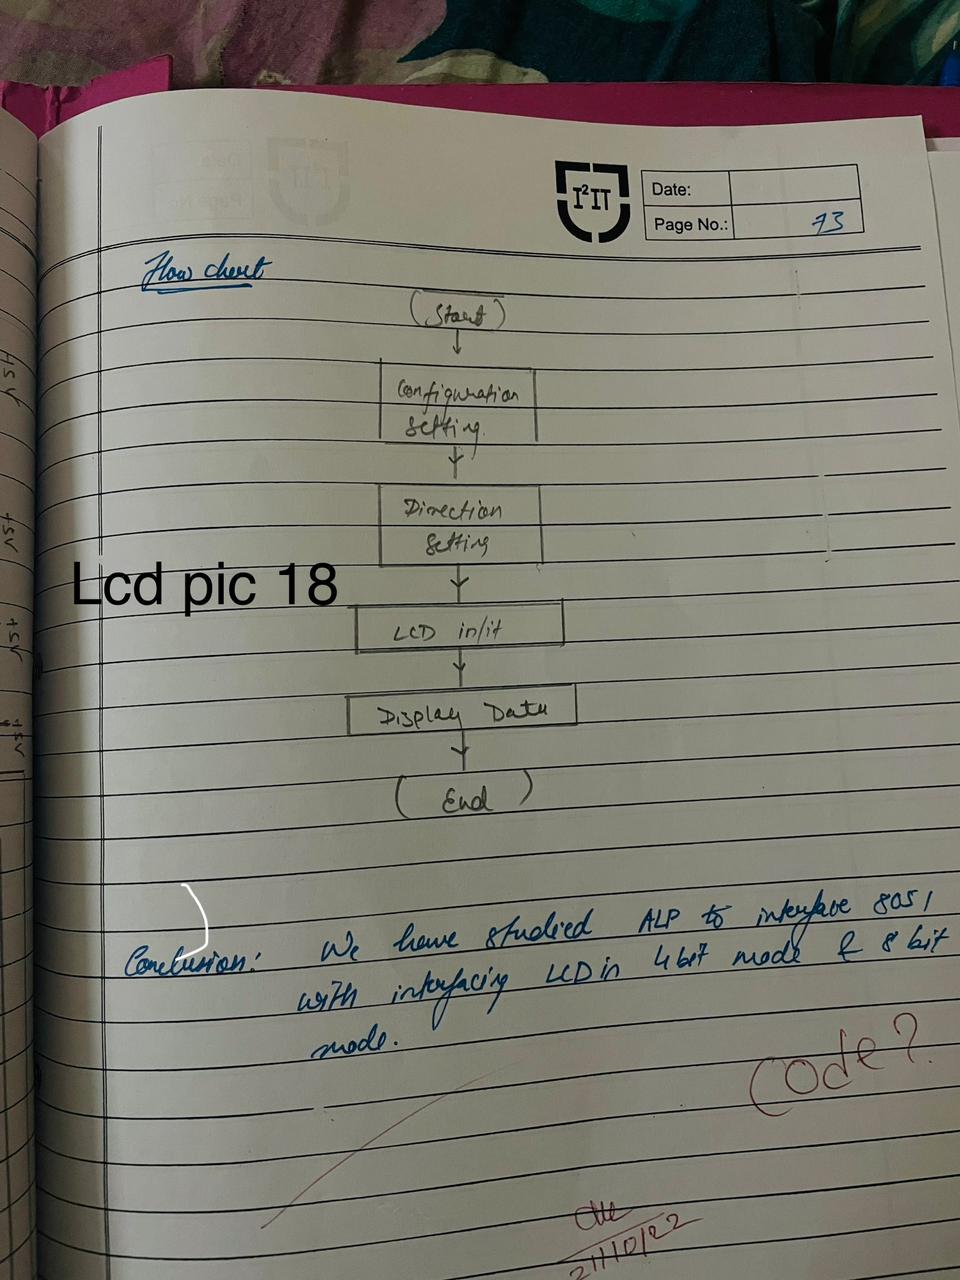 I²IT
Date:
Page No.: 73
Flow chart
(Start)
Configuration
setting.
Direction
setting
Lcd pic 18
LCD in/it
Display Data
(End)
Conclusion: We have studied ALP to interface 8051
with interfacing LCD in 4 bit mode & 8 bit
mode.
Code?
21/10/22